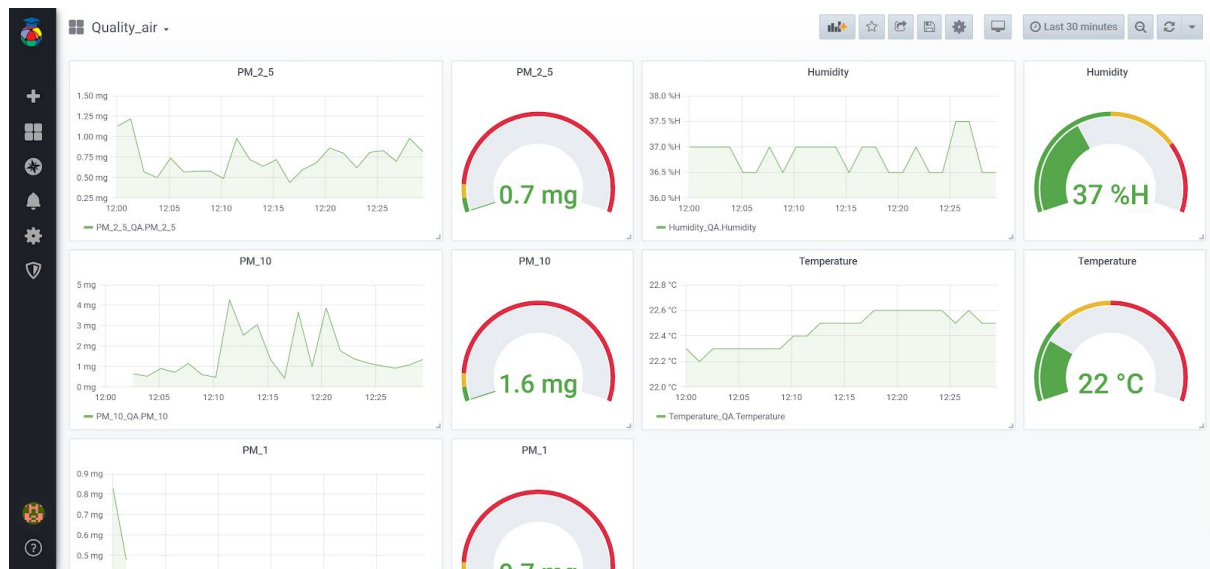 Quality_air
Last 30 minutes
PM_2_5
1.50 mg
1.25 mg
1.00 mg
0.75 mg
0.50 mg
0.25 mg
12:00 12:05 12:10 12:15 12:20 12:25
PM_2_5_QA.PM_2_5
PM_2_5
0.7 mg
Humidity
38.0 %H
37.5 %H
37.0 %H
36.5 %H
36.0 %H
12:00 12:05 12:10 12:15 12:20 12:25
Humidity_QA.Humidity
Humidity
37 %H
PM_10
5 mg
4 mg
3 mg
2 mg
1 mg
0 mg
12:00 12:05 12:10 12:15 12:20 12:25
PM_10_QA.PM_10
PM_10
1.6 mg
Temperature
22.8 °C
22.6 °C
22.4 °C
22.2 °C
22.0 °C
12:00 12:05 12:10 12:15 12:20 12:25
Temperature_QA.Temperature
Temperature
22 °C
PM_1
0.9 mg
0.8 mg
0.7 mg
0.6 mg
0.5 mg
PM_1
0.7 mg